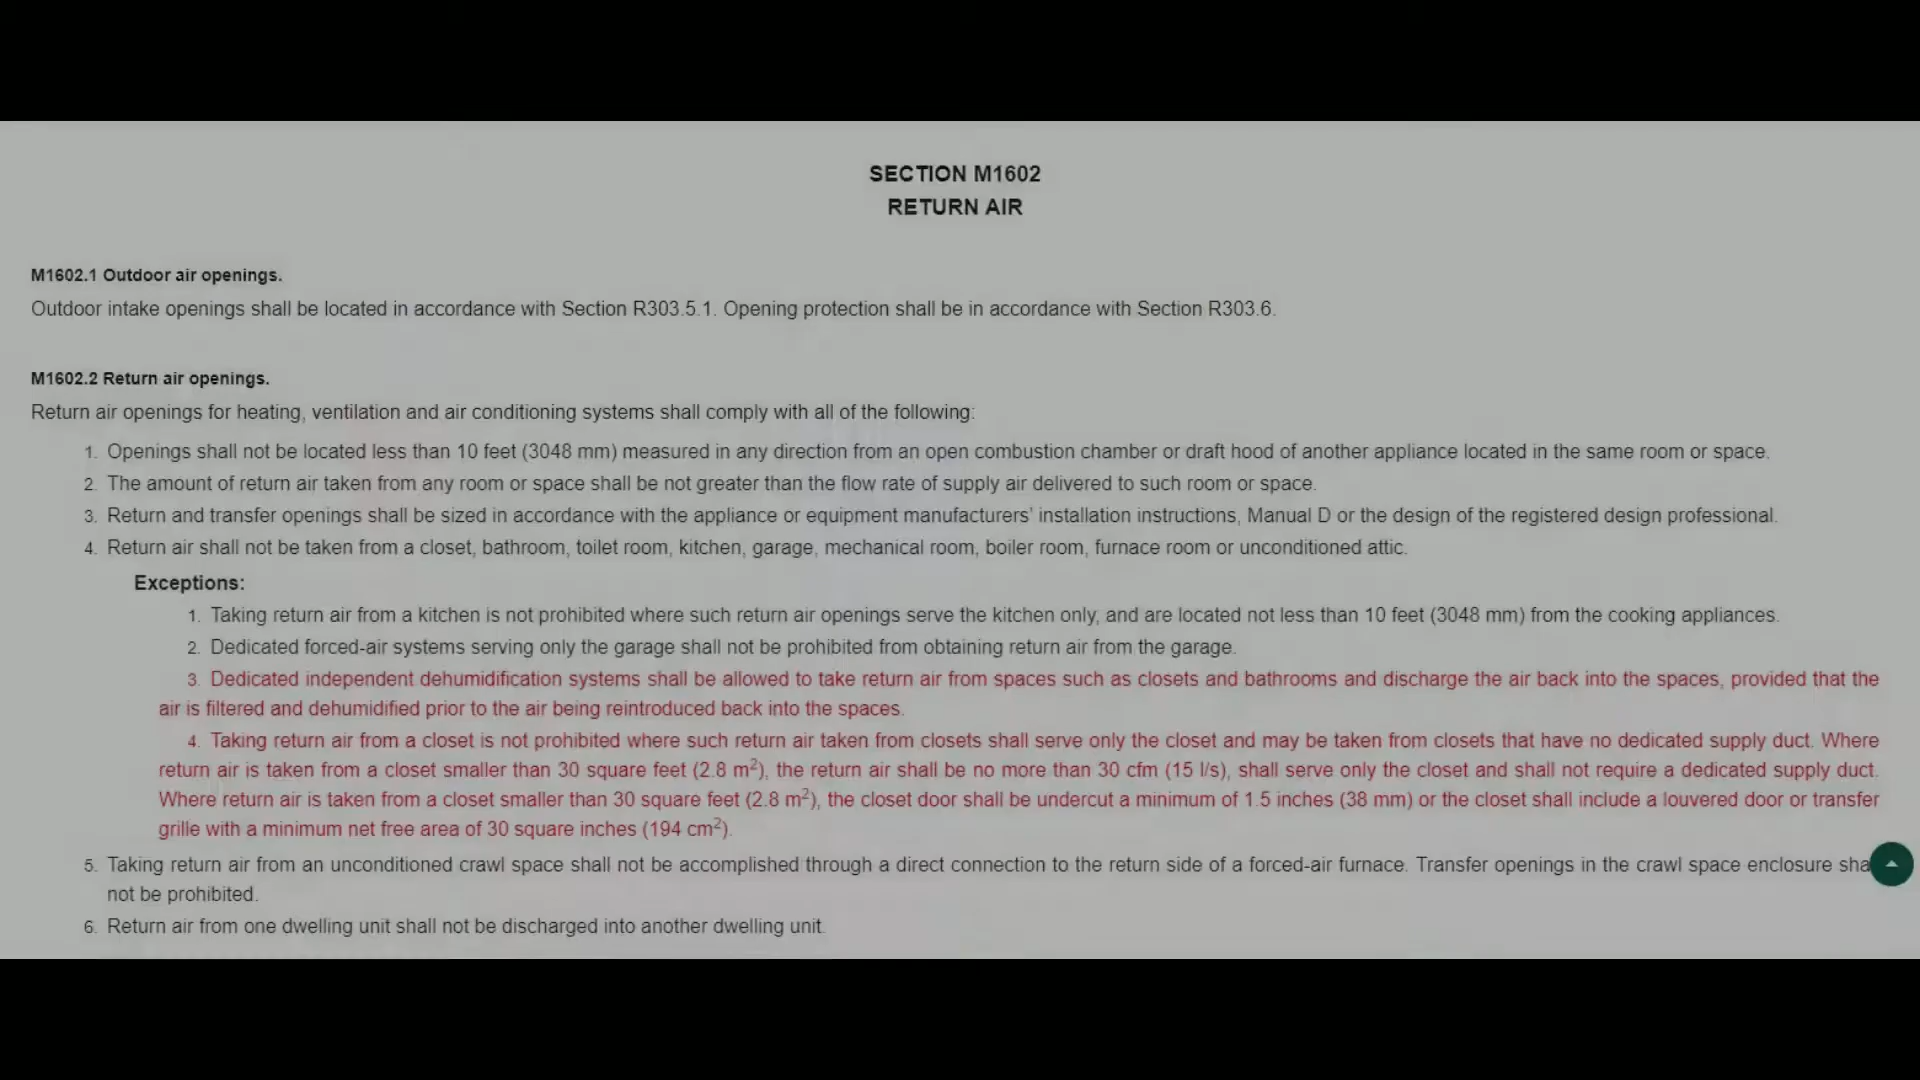 SECTION M1602
RETURN AIR
M1602.1 Outdoor air openings.
Outdoor intake openings shall be located in accordance with Section R303.5.1. Opening protection shall be in accordance with Section R303.6.
M1602.2 Return air openings.
Return air openings for heating, ventilation and air conditioning systems shall comply with all of the following:
1. Openings shall not be located less than 10 feet (3048 mm) measured in any direction from an open combustion chamber or draft hood of another appliance located in the same room or space.
2. The amount of return air taken from any room or space shall be not greater than the flow rate of supply air delivered to such room or space.
3. Return and transfer openings shall be sized in accordance with the appliance or equipment manufacturers' installation instructions, Manual D or the design of the registered design professional.
4. Return air shall not be taken from a closet, bathroom, toilet room, kitchen, garage, mechanical room, boiler room, furnace room or unconditioned attic.
Exceptions:
1. Taking return air from a kitchen is not prohibited where such return air openings serve the kitchen only, and are located not less than 10 feet (3048 mm) from the cooking appliances.
2. Dedicated forced-air systems serving only the garage shall not be prohibited from obtaining return air from the garage.
3. Dedicated independent dehumidification systems shall be allowed to take return air from spaces such as closets and bathrooms and discharge the air back into the spaces, provided that the
air is filtered and dehumidified prior to the air being reintroduced back into the spaces.
4. Taking return air from a closet is not prohibited where such return air taken from closets shall serve only the closet and may be taken from closets that have no dedicated supply duct. Where
return air is taken from a closet smaller than 30 square feet (2.8 m²), the return air shall be no more than 30 cfm (15 l/s), shall serve only the closet and shall not require a dedicated supply duct.
Where return air is taken from a closet smaller than 30 square feet (2.8 m²), the closet door shall be undercut a minimum of 1.5 inches (38 mm) or the closet shall include a louvered door or transfer
grille with a minimum net free area of 30 square inches (194 cm²).
5. Taking return air from an unconditioned crawl space shall not be accomplished through a direct connection to the return side of a forced-air furnace. Transfer openings in the crawl space enclosure sha
not be prohibited.
6. Return air from one dwelling unit shall not be discharged into another dwelling unit.